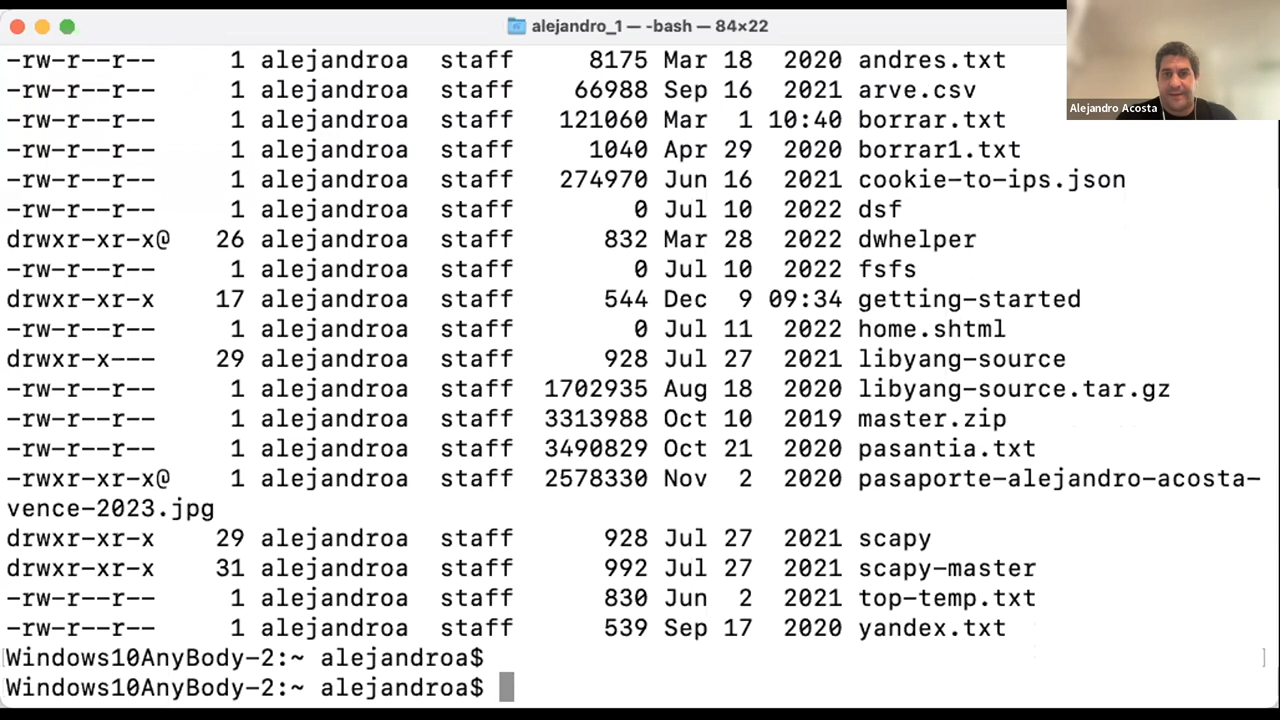 alejandro_1 — -bash — 84×22
Alejandro Acosta
-rw-r--r-- 1 alejandroa staff 8175 Mar 18 2020 andres.txt
-rw-r--r-- 1 alejandroa staff 66988 Sep 16 2021 arve.csv
-rw-r--r-- 1 alejandroa staff 121060 Mar 1 10:40 borrar.txt
-rw-r--r-- 1 alejandroa staff 1040 Apr 29 2020 borrar1.txt
-rw-r--r-- 1 alejandroa staff 274970 Jun 16 2021 cookie-to-ips.json
-rw-r--r-- 1 alejandroa staff 0 Jul 10 2022 dsf
drwxr-xr-x@ 26 alejandroa staff 832 Mar 28 2022 dwhelper
-rw-r--r-- 1 alejandroa staff 0 Jul 10 2022 fsfs
drwxr-xr-x 17 alejandroa staff 544 Dec 9 09:34 getting-started
-rw-r--r-- 1 alejandroa staff 0 Jul 11 2022 home.shtml
drwxr-x--- 29 alejandroa staff 928 Jul 27 2021 libyang-source
-rw-r--r-- 1 alejandroa staff 1702935 Aug 18 2020 libyang-source.tar.gz
-rw-r--r-- 1 alejandroa staff 3313988 Oct 10 2019 master.zip
-rw-r--r-- 1 alejandroa staff 3490829 Oct 21 2020 pasantia.txt
-rwxr-xr-x@ 1 alejandroa staff 2578330 Nov 2 2020 pasaporte-alejandro-acosta-
vence-2023.jpg
drwxr-xr-x 29 alejandroa staff 928 Jul 27 2021 scapy
drwxr-xr-x 31 alejandroa staff 992 Jul 27 2021 scapy-master
-rw-r--r-- 1 alejandroa staff 830 Jun 2 2021 top-temp.txt
-rw-r--r-- 1 alejandroa staff 539 Sep 17 2020 yandex.txt
[Windows10AnyBody-2:~ alejandroa$ ]
Windows10AnyBody-2:~ alejandroa$